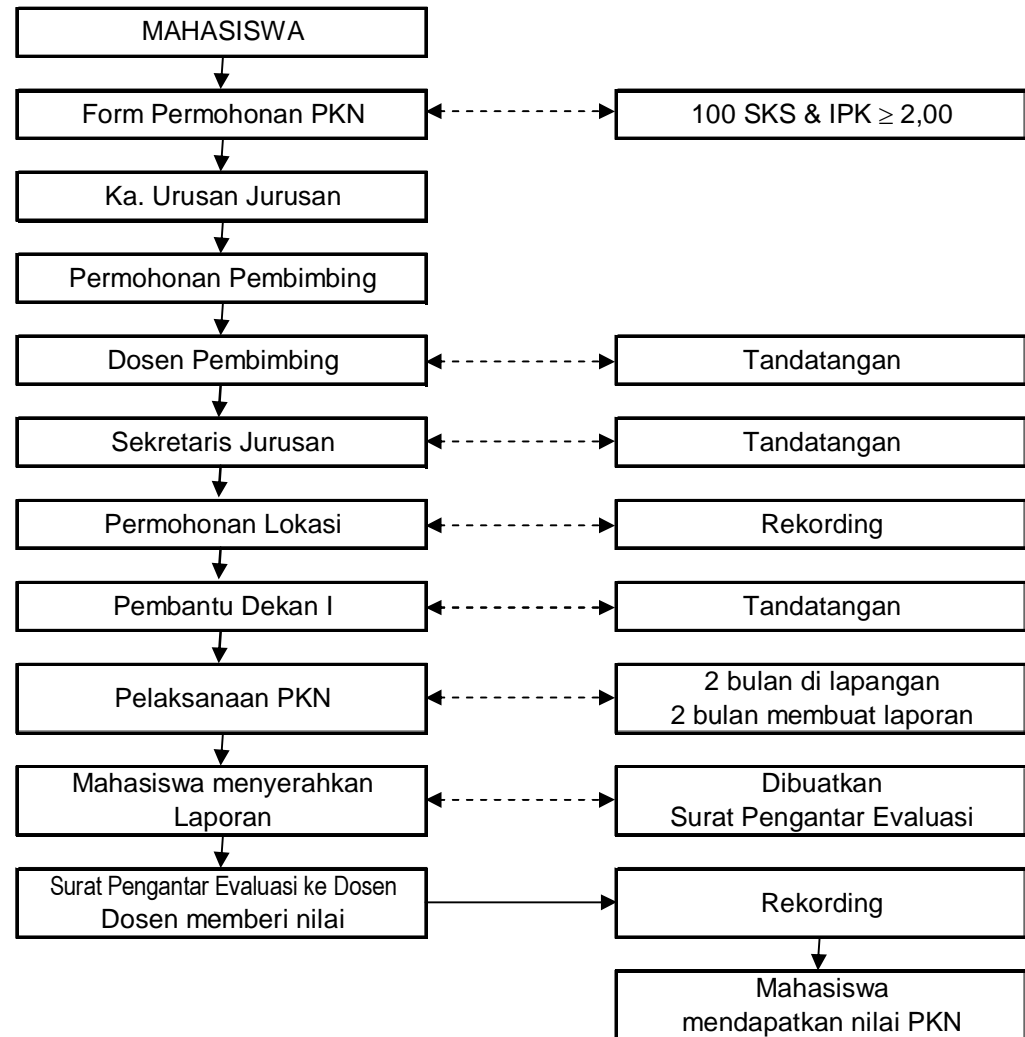 MAHASISWA
Form Permohonan PKN
100 SKS & IPK ≥ 2,00
Ka. Urusan Jurusan
Permohonan Pembimbing
Dosen Pembimbing
Tandatangan
Sekretaris Jurusan
Tandatangan
Permohonan Lokasi
Rekording
Pembantu Dekan I
Tandatangan
Pelaksanaan PKN
2 bulan di lapangan
2 bulan membuat laporan
Mahasiswa menyerahkan
Laporan
Dibuatkan
Surat Pengantar Evaluasi
Surat Pengantar Evaluasi ke Dosen
Dosen memberi nilai
Rekording
Mahasiswa
mendapatkan nilai PKN